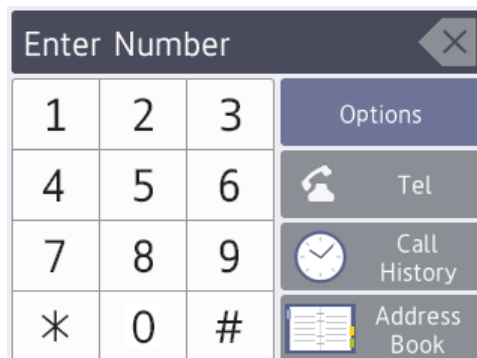 Enter Number
1 2 3
Options
4 5 6
Tel
7 8 9
Call
History
* 0 #
Address
Book